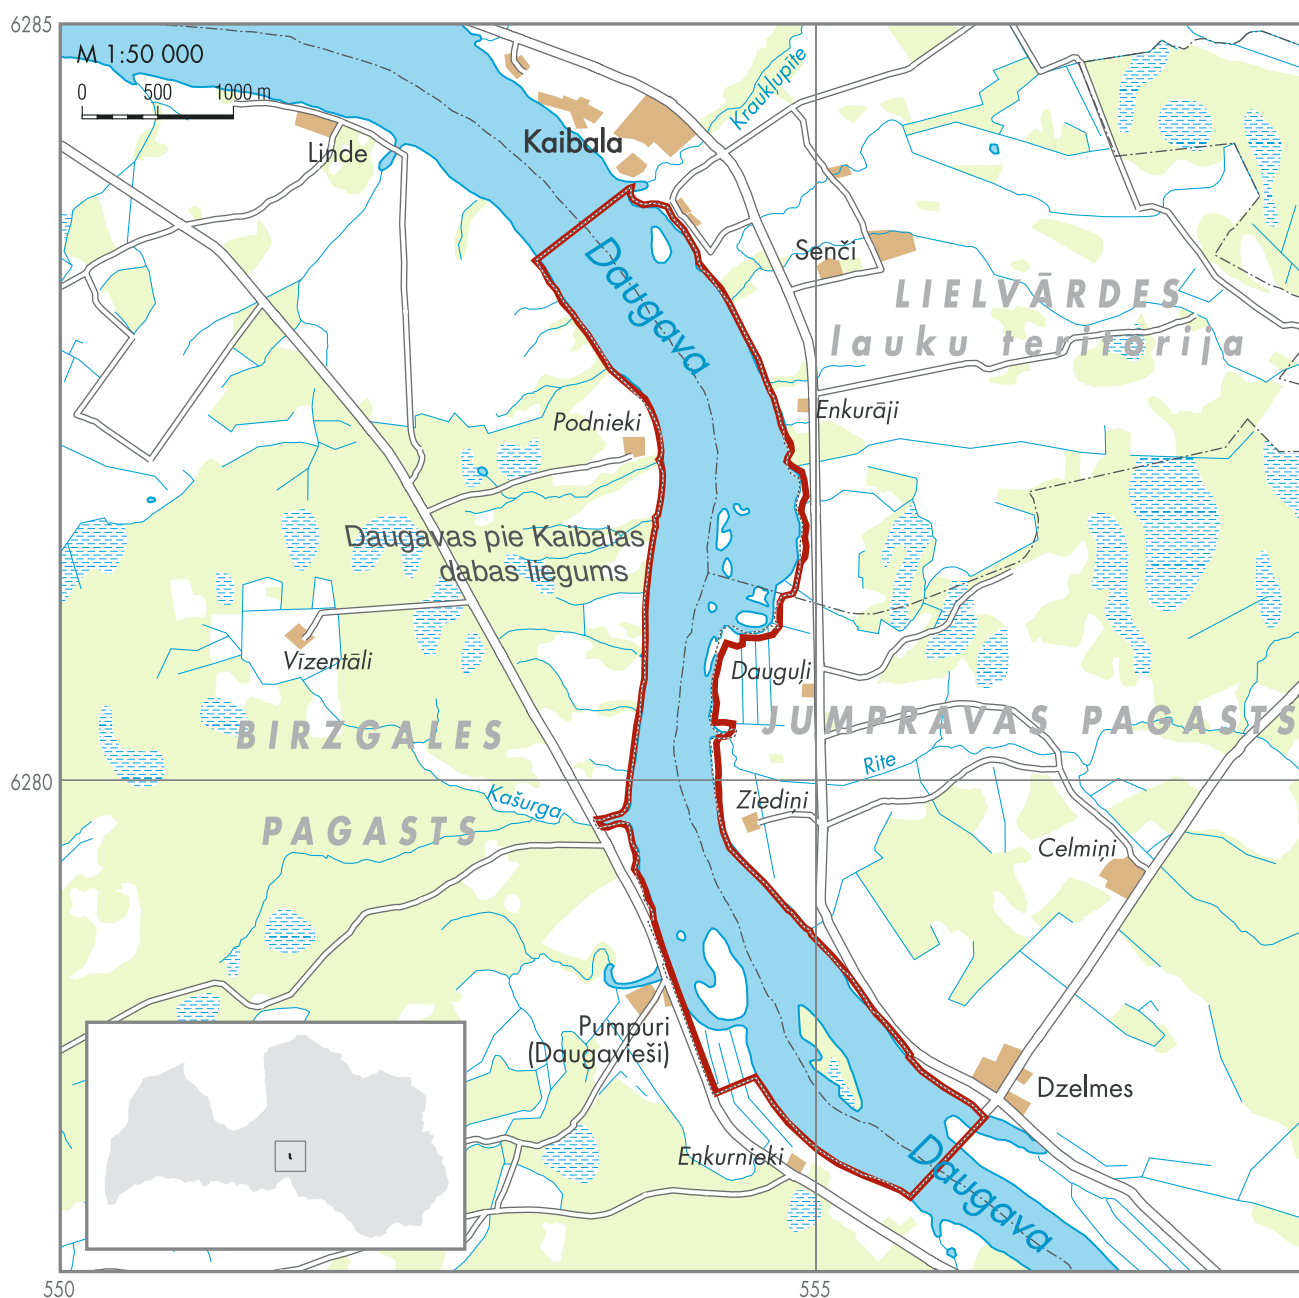 6285
M 1:50 000
0 500 1000 m
Linde
Kaibala
Kraukļupīte
Senči
Daugava
LIELVĀRDES
lauku teritorija
Podnieki
Enkurāji
Daugavas pie Kaibalas
dabas liegums
Vizentāli
Dauguļi
BIRZGALES
JUMPRAVAS PAGASTS
Rite
6280
Kašurga
Ziediņi
PAGASTS
Celmiņi
Pumpuri
(Daugavieši)
Dzelmes
Enkurnieki
Daugava
550
555